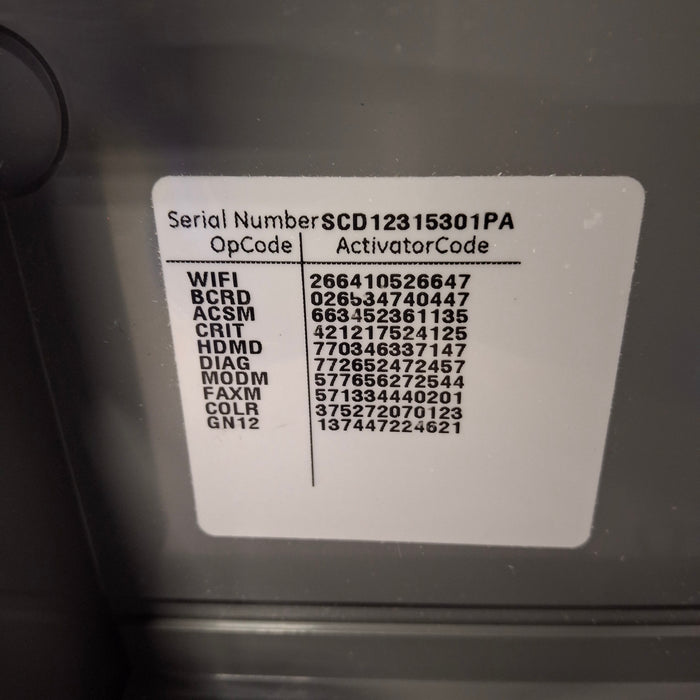 Serial Number SCD12315301PA
OpCode ActivatorCode
WIFI 266410526647
BCRD
ACSM 663452361135
CRIT 421217524125
HDMD 770346337147
DIAG 772652472457
MODM 577656272544
FAXM 571334440201
COLR 375272070123
GN12 137447224621